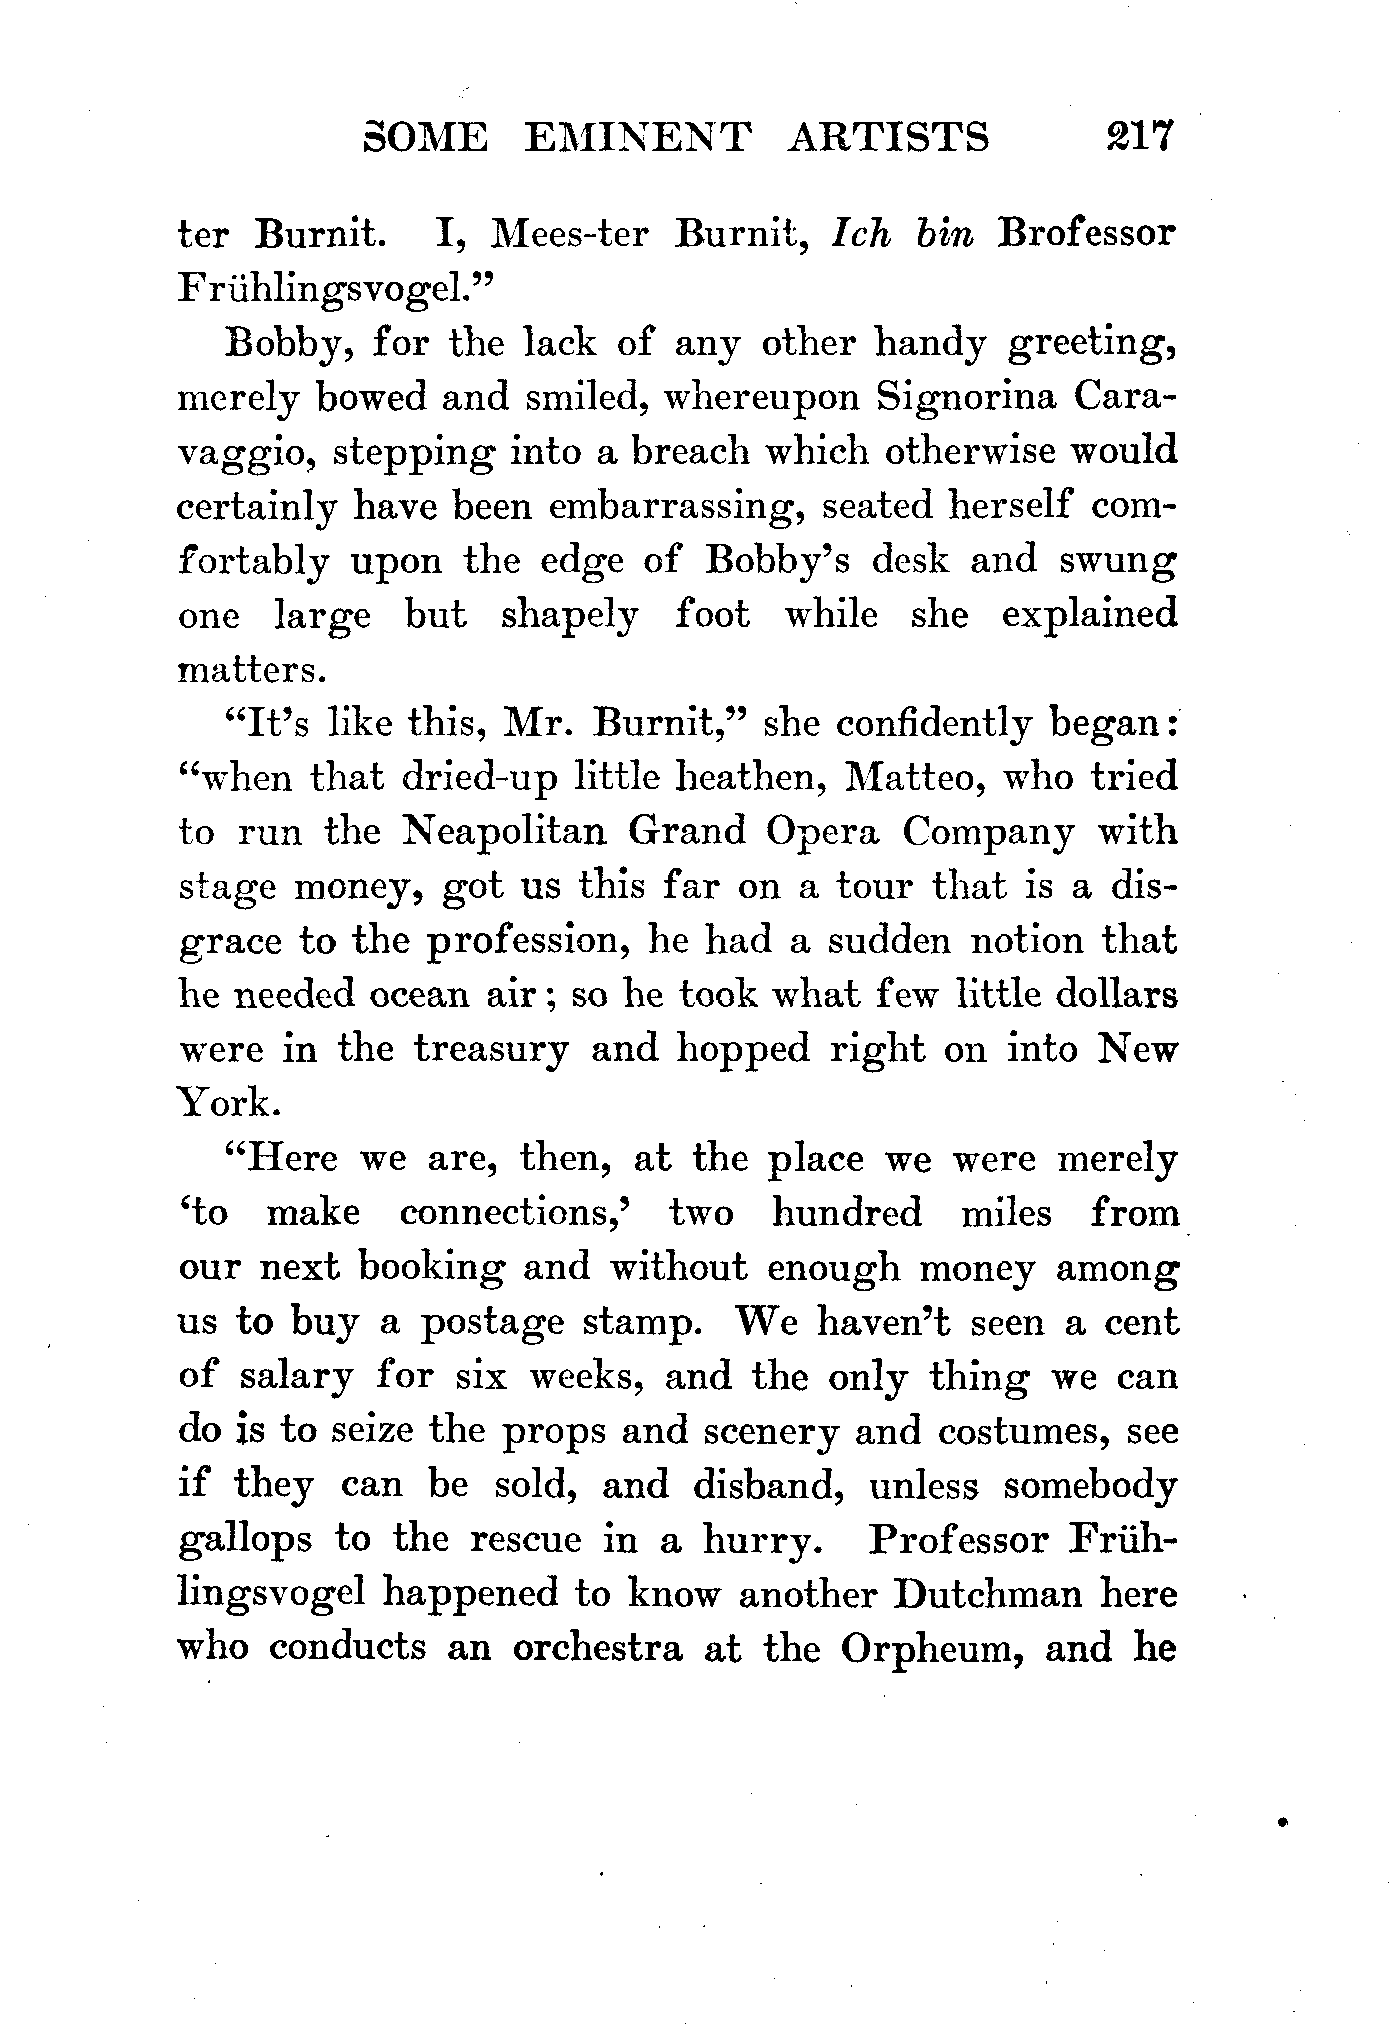 SOME EMINENT ARTISTS 217
ter Burnit. I, Mees-ter Burnit, Ich bin Brofessor
Frühlingsvogel.”
Bobby, for the lack of any other handy greeting,
merely bowed and smiled, whereupon Signorina Cara-
vaggio, stepping into a breach which otherwise would
certainly have been embarrassing, seated herself com-
fortably upon the edge of Bobby’s desk and swung
one large but shapely foot while she explained
matters.
“It’s like this, Mr. Burnit,” she confidently began:
“when that dried-up little heathen, Matteo, who tried
to run the Neapolitan Grand Opera Company with
stage money, got us this far on a tour that is a dis-
grace to the profession, he had a sudden notion that
he needed ocean air; so he took what few little dollars
were in the treasury and hopped right on into New
York.
“Here we are, then, at the place we were merely
‘to make connections,’ two hundred miles from
our next booking and without enough money among
us to buy a postage stamp. We haven’t seen a cent
of salary for six weeks, and the only thing we can
do is to seize the props and scenery and costumes, see
if they can be sold, and disband, unless somebody
gallops to the rescue in a hurry. Professor Früh-
lingsvogel happened to know another Dutchman here
who conducts an orchestra at the Orpheum, and he